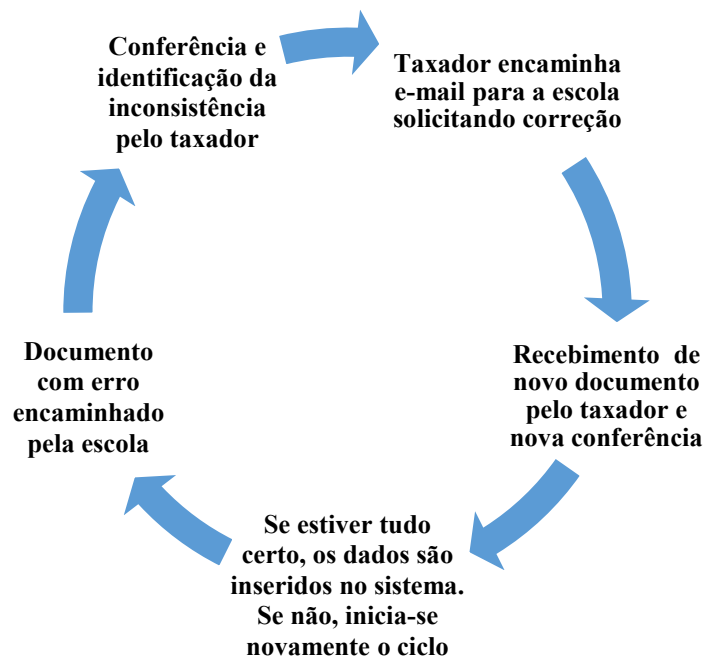 Conferência e
identificação da
inconsistência
pelo taxador
Taxador encaminha
e-mail para a escola
solicitando correção
Recebimento de
novo documento
pelo taxador e
nova conferência
Se estiver tudo
certo, os dados são
inseridos no sistema.
Se não, inicia-se
novamente o ciclo
Documento
com erro
encaminhado
pela escola